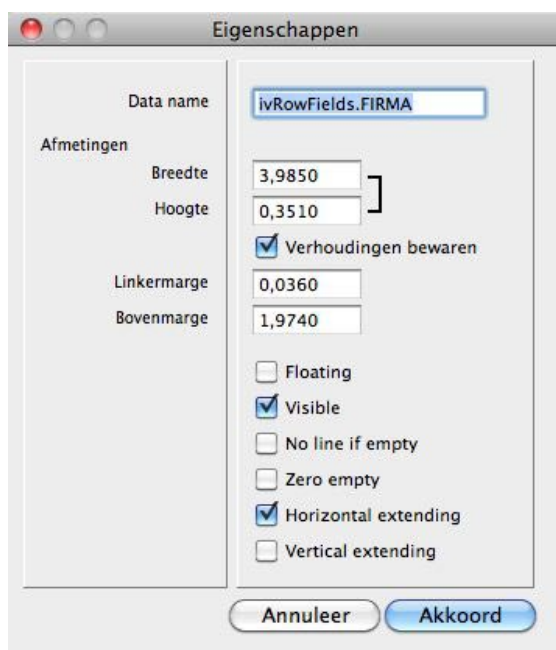 Eigenschappen
Data name ivRowFields.FIRMA
Afmetingen
Breedte 3,9850
Hoogte 0,3510
Verhoudingen bewaren
Linkermarge 0,0360
Bovenmarge 1,9740
Floating
Visible
No line if empty
Zero empty
Horizontal extending
Vertical extending
Annuleer Akkoord